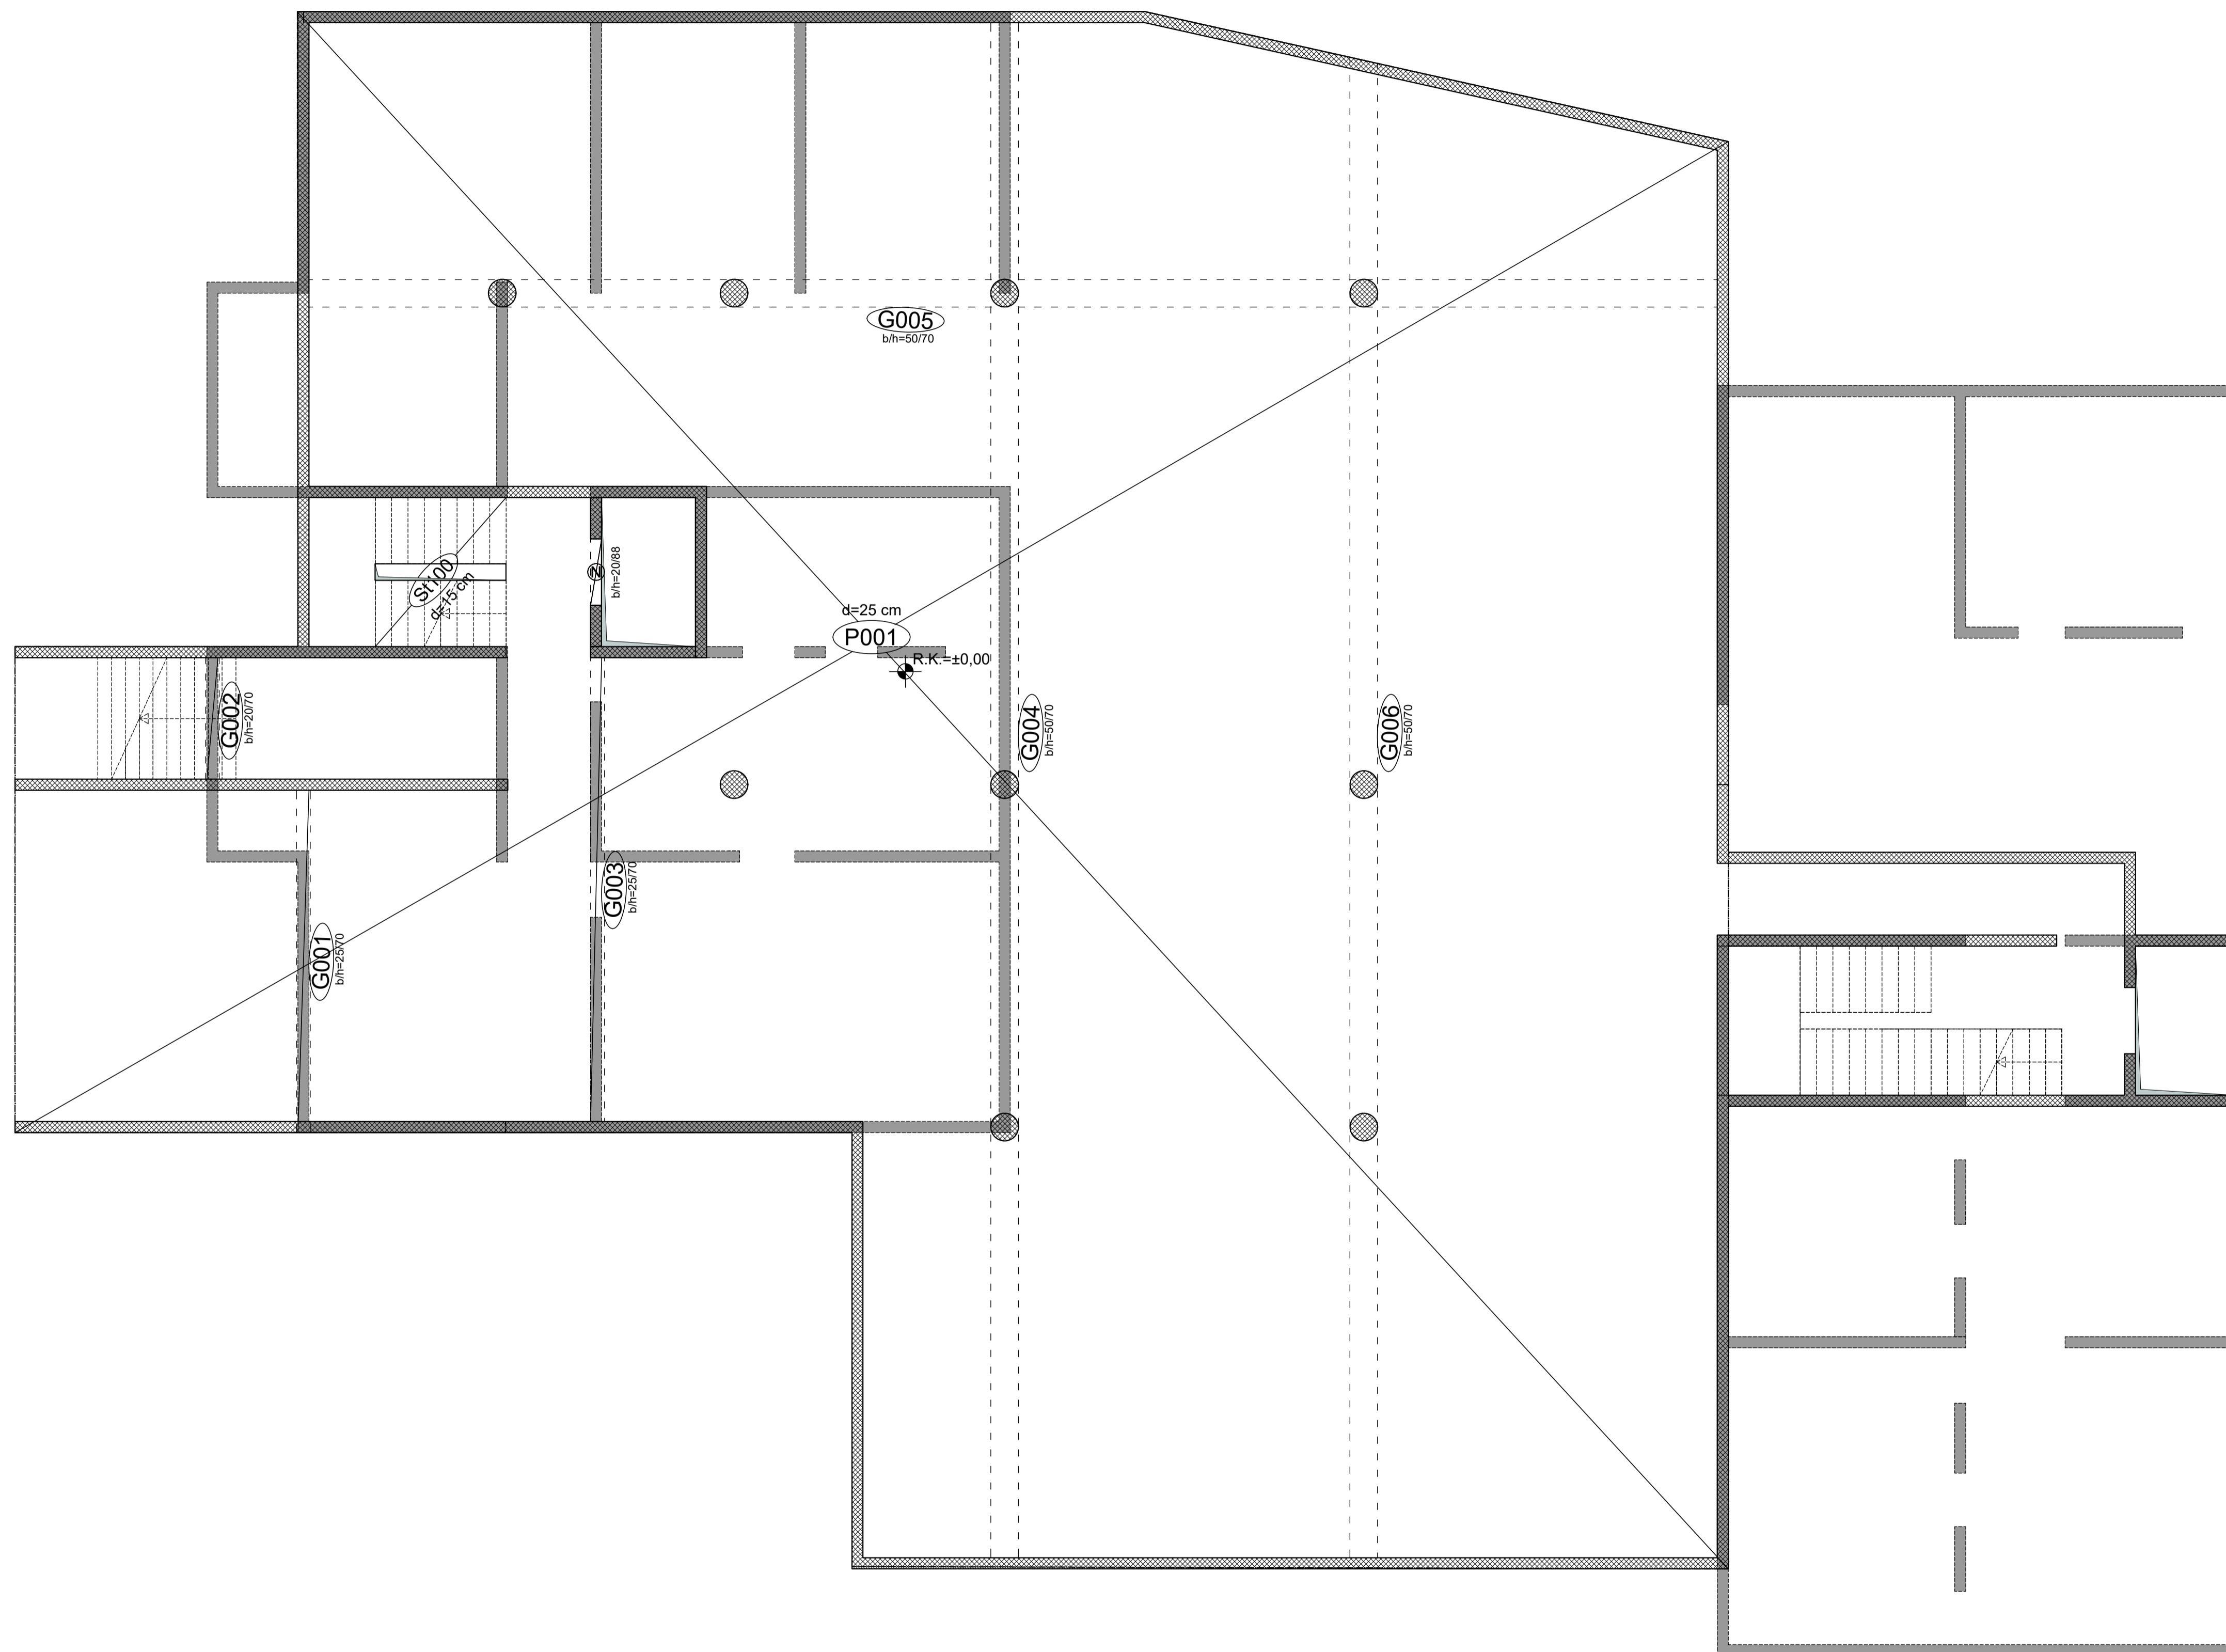 G005
b/h=50/70
St100
d=15 cm
N
b/h=20/88
d=25 cm
P001
R.K.=±0,00
G002
b/h=20/70
G004
b/h=50/70
G006
b/h=50/70
G003
b/h=25/70
G001
b/h=25/70